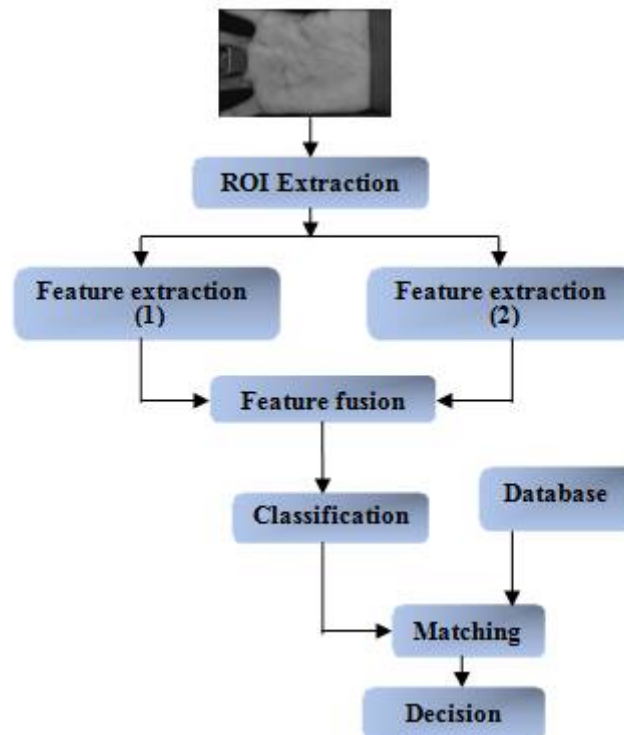 ROI Extraction
Feature extraction
(1)
Feature extraction
(2)
Feature fusion
Classification
Database
Matching
Decision